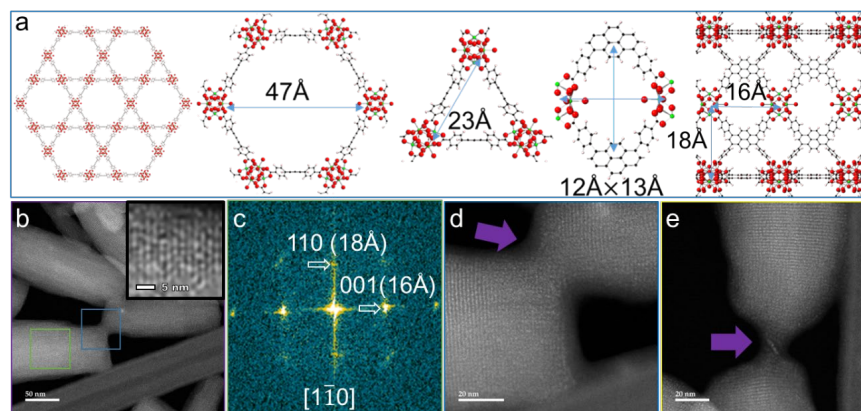 a
47Å
23Å
12Å×13Å
16Å
18Å
b
5 nm
50 nm
c
110 (18Å)
001(16Å)
[11̅0]
d
20 nm
e
20 nm